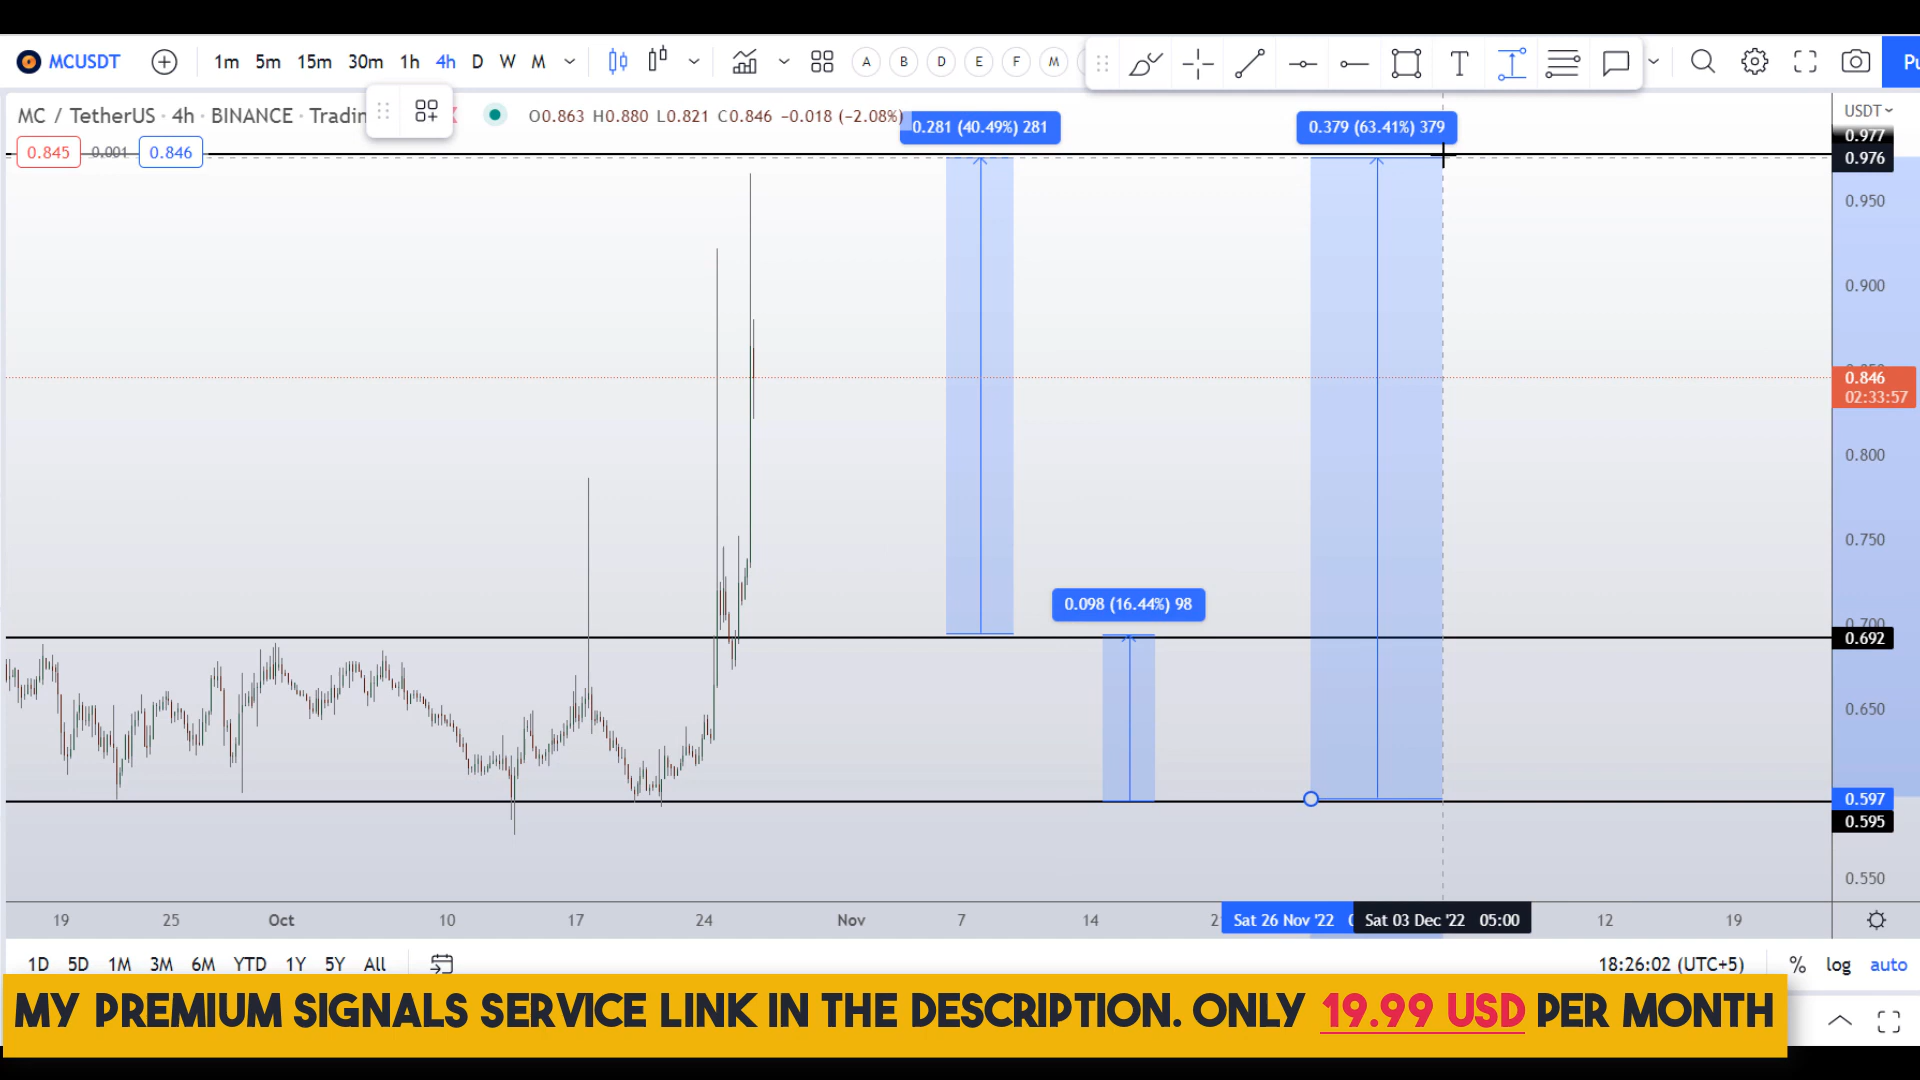 MCUSDT 1m 5m 15m 30m 1h 4h D W M A B D E F M T
MC / TetherUS · 4h · BINANCE · O0.863 H0.880 L0.821 C0.846 −0.018 (−2.08%)
USDT
0.845 0.001 0.846
0.281 (40.49%) 281
0.379 (63.41%) 379
0.977
0.976
0.950
0.900
0.846
02:33:57
0.800
0.750
0.098 (16.44%) 98
0.700
0.692
0.650
0.597
0.595
0.550
19 25 Oct 10 17 24 Nov 7 14 Sat 26 Nov '22 Sat 03 Dec '22 05:00 12 19
1D 5D 1M 3M 6M YTD 1Y 5Y All 18:26:02 (UTC+5) % log auto
MY PREMIUM SIGNALS SERVICE LINK IN THE DESCRIPTION. ONLY 19.99 USD PER MONTH